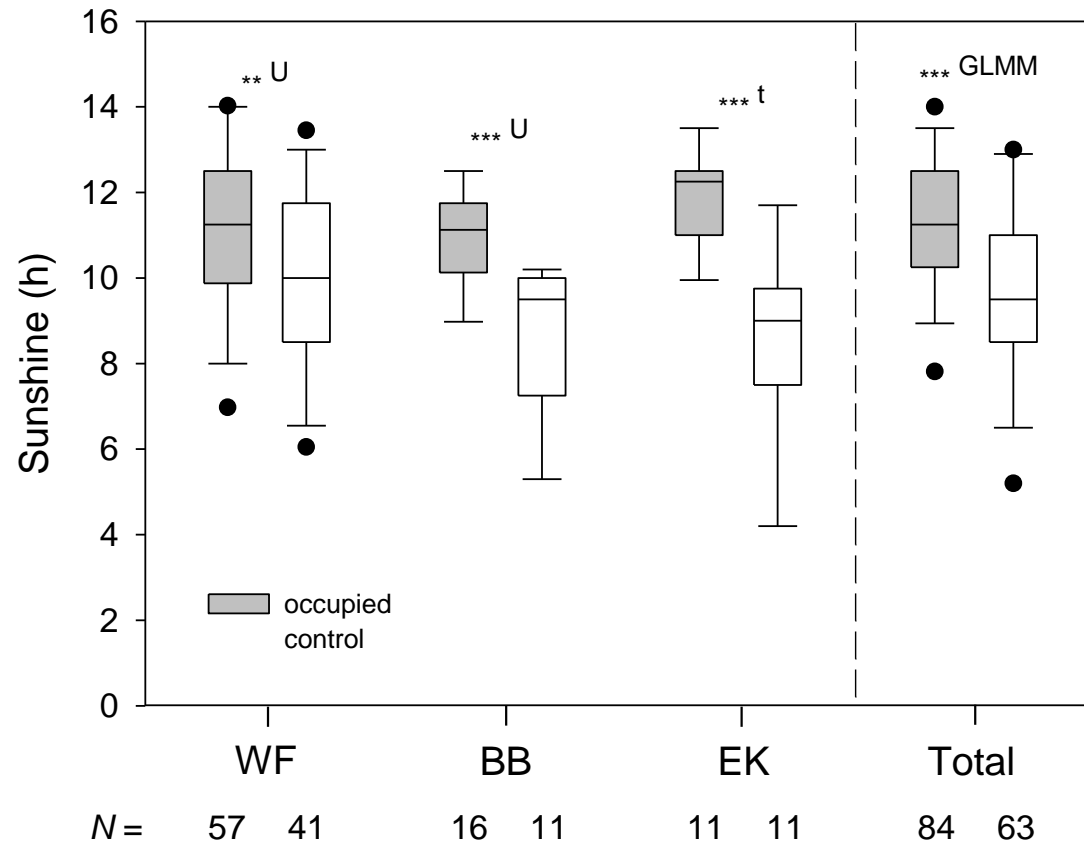 16
14
12
10
8
6
4
2
0
Sunshine (h)
** U
*** U
*** t
*** GLMM
occupied
control
WF BB EK Total
N = 57 41 16 11 11 11 84 63